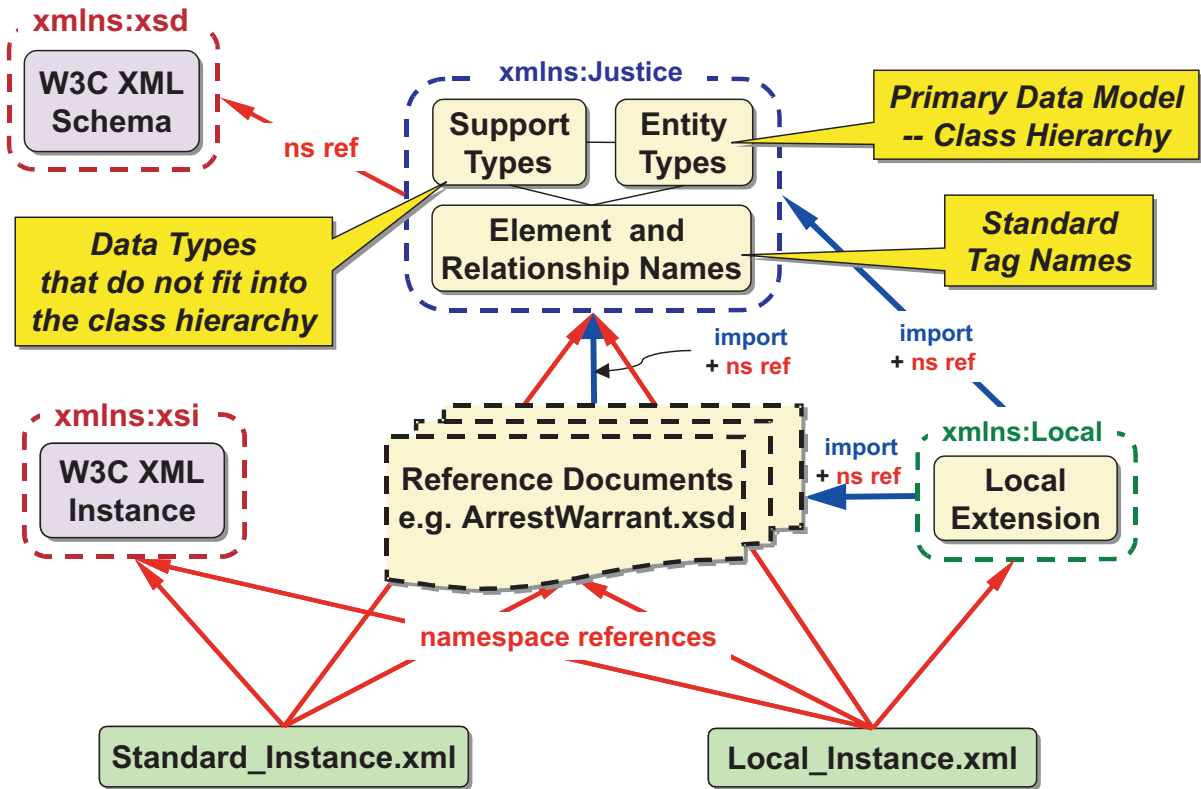 xmlns:xsd
W3C XML
Schema
ns ref
xmlns:Justice
Support
Types
Entity
Types
Element and
Relationship Names
Primary Data Model
-- Class Hierarchy
Standard
Tag Names
Data Types
that do not fit into
the class hierarchy
import
+ ns ref
import
+ ns ref
xmlns:xsi
W3C XML
Instance
Reference Documents
e.g. ArrestWarrant.xsd
import
+ ns ref
xmlns:Local
Local
Extension
namespace references
Standard_Instance.xml
Local_Instance.xml